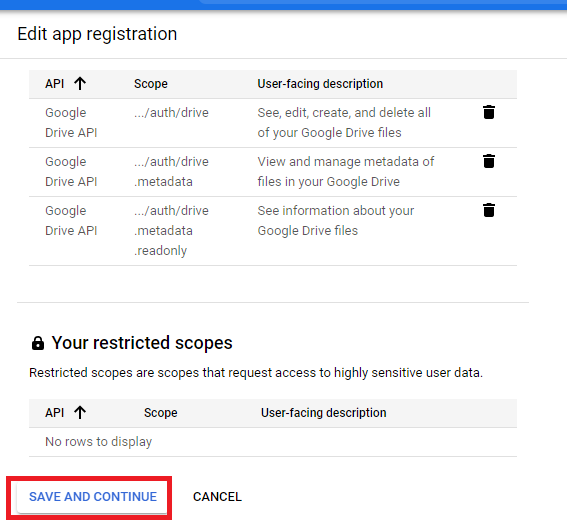 Edit app registration
API Scope User-facing description
Google Drive API .../auth/drive See, edit, create, and delete all of your Google Drive files
Google Drive API .../auth/drive.metadata View and manage metadata of files in your Google Drive
Google Drive API .../auth/drive.metadata.readonly See information about your Google Drive files
Your restricted scopes
Restricted scopes are scopes that request access to highly sensitive user data.
API Scope User-facing description
No rows to display
SAVE AND CONTINUE CANCEL